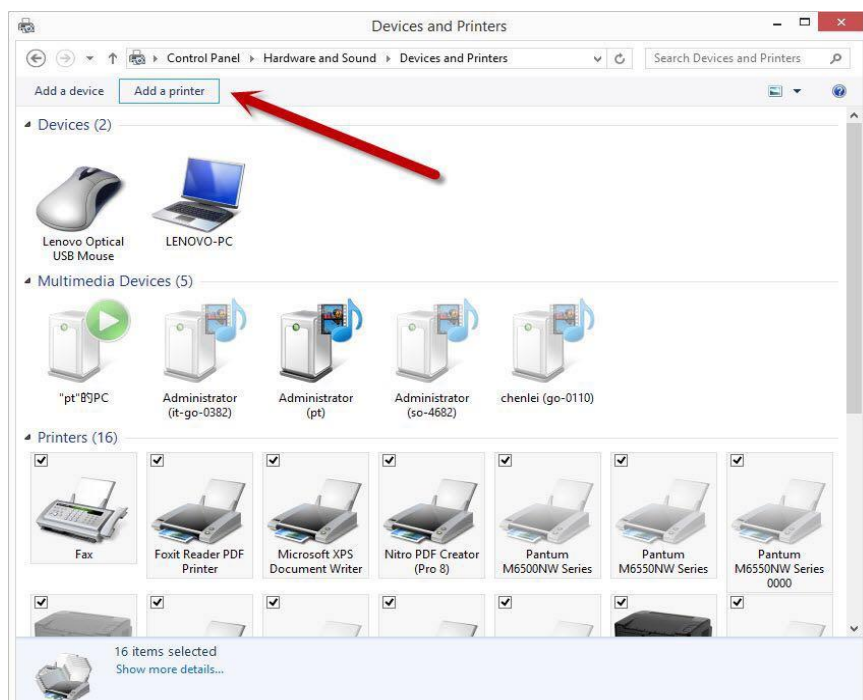 Devices and Printers
Control Panel Hardware and Sound Devices and Printers Search Devices and Printers
Add a device Add a printer
Devices (2)
Lenovo Optical
USB Mouse
LENOVO-PC
Multimedia Devices (5)
"pt"的PC
Administrator
(it-go-0382)
Administrator
(pt)
Administrator
(so-4682)
chenlei (go-0110)
Printers (16)
Fax
Foxit Reader PDF
Printer
Microsoft XPS
Document Writer
Nitro PDF Creator
(Pro 8)
Pantum
M6500NW Series
Pantum
M6550NW Series
Pantum
M6550NW Series
0000
16 items selected
Show more details...